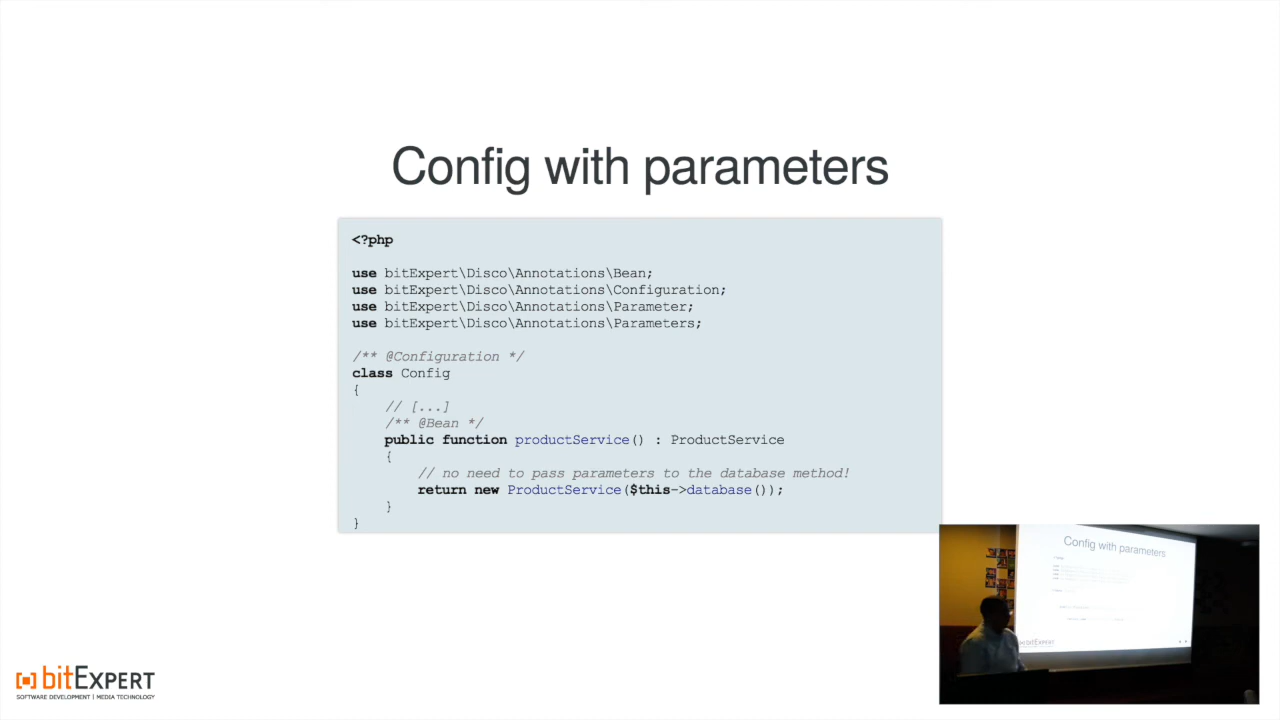 Config with parameters
<?php
use bitExpert\Disco\Annotations\Bean;
use bitExpert\Disco\Annotations\Configuration;
use bitExpert\Disco\Annotations\Parameter;
use bitExpert\Disco\Annotations\Parameters;
/** @Configuration */
class Config
{
    // [...]
    /** @Bean */
    public function productService() : ProductService
    {
        // no need to pass parameters to the database method!
        return new ProductService($this->database());
    }
}
Config with parameters
bitExpert
bitEXPERT
SOFTWARE DEVELOPMENT | MEDIA TECHNOLOGY